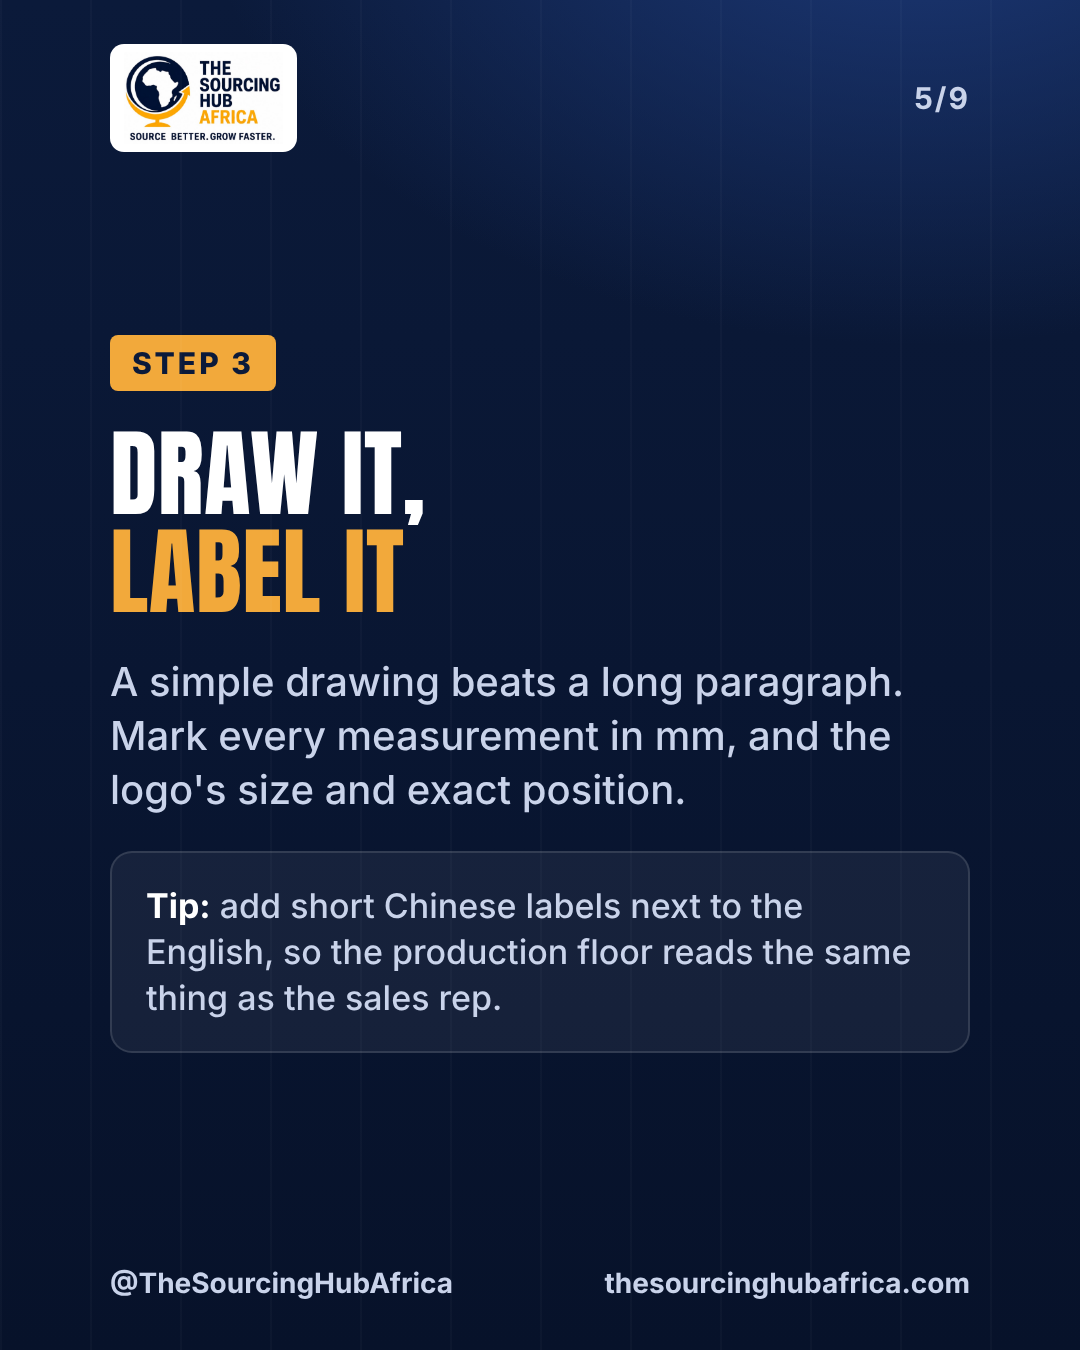 THE
SOURCING
HUB
AFRICA
SOURCE BETTER. GROW FASTER.
5/9
STEP 3
DRAW IT,
LABEL IT
A simple drawing beats a long paragraph.
Mark every measurement in mm, and the
logo's size and exact position.
Tip: add short Chinese labels next to the
English, so the production floor reads the same
thing as the sales rep.
@TheSourcingHubAfrica
thesourcinghubafrica.com